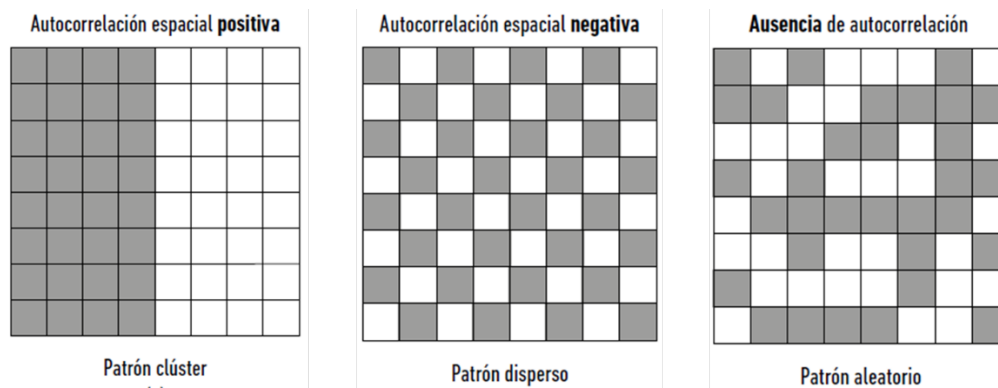 Autocorrelación espacial positiva
Autocorrelación espacial negativa
Ausencia de autocorrelación
Patrón clúster
Patrón disperso
Patrón aleatorio